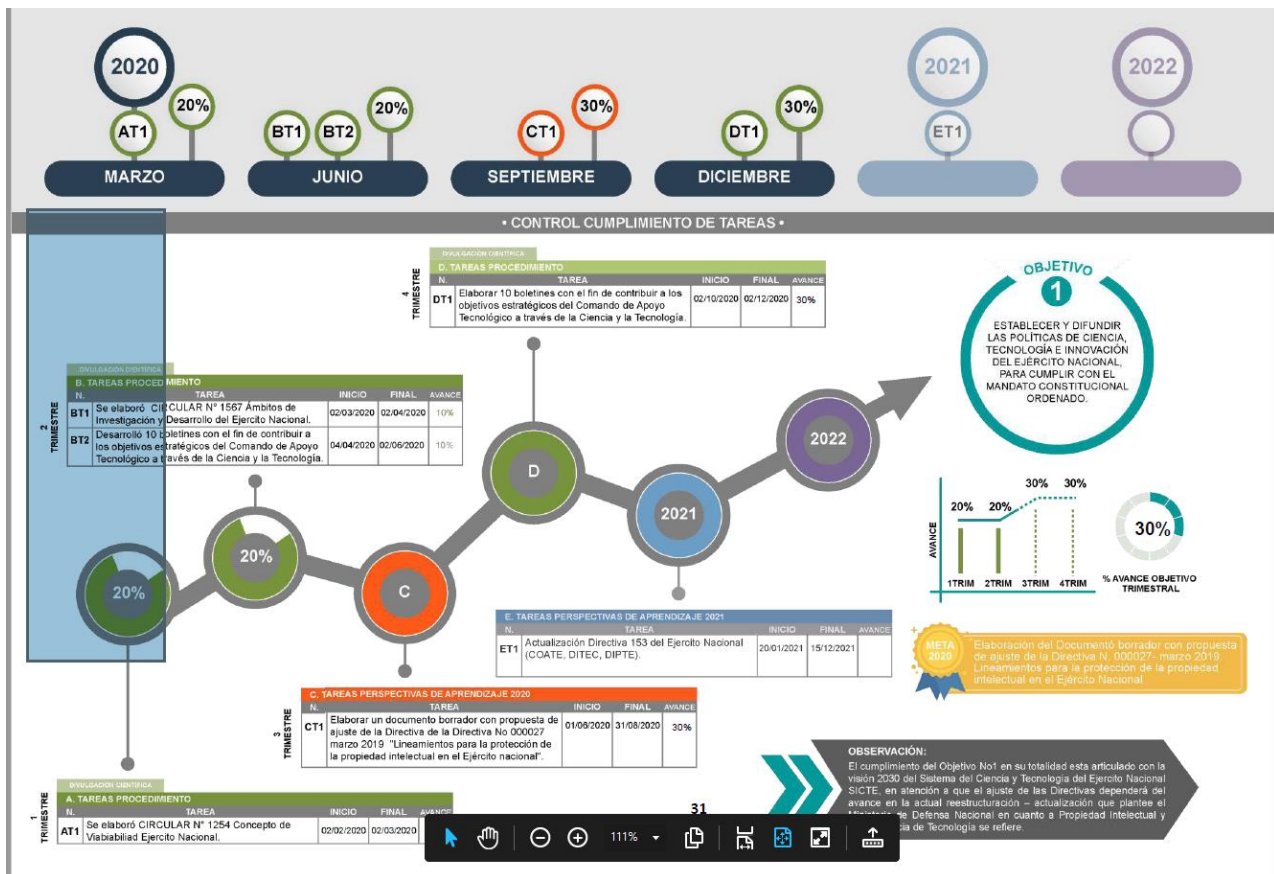 2020
2021
2022
20%
20%
30%
30%
AT1
BT1
BT2
CT1
DT1
ET1
MARZO
JUNIO
SEPTIEMBRE
DICIEMBRE
• CONTROL CUMPLIMIENTO DE TAREAS •
4
TRIMESTRE
DIVULGACIÓN CIENTÍFICA
D. TAREAS PROCEDIMIENTO
N. TAREA INICIO FINAL AVANCE
DT1 Elaborar 10 boletines con el fin de contribuir a los 02/10/2020 02/12/2020 30%
objetivos estratégicos del Comando de Apoyo
Tecnológico a través de la Ciencia y la Tecnología.
OBJETIVO
1
ESTABLECER Y DIFUNDIR
LAS POLÍTICAS DE CIENCIA,
TECNOLOGÍA E INNOVACIÓN
DEL EJÉRCITO NACIONAL,
PARA CUMPLIR CON EL
MANDATO CONSTITUCIONAL
ORDENADO.
2
TRIMESTRE
DIVULGACIÓN CIENTÍFICA
B. TAREAS PROCEDIMIENTO
N. TAREA INICIO FINAL AVANCE
BT1 Se elaboró CIRCULAR N° 1567 Ámbitos de 02/03/2020 02/04/2020 10%
Investigación y Desarrollo del Ejercito Nacional.
BT2 Desarrolló 10 boletines con el fin de contribuir a 04/04/2020 02/06/2020 10%
los objetivos estratégicos del Comando de Apoyo
Tecnológico a través de la Ciencia y la Tecnología.
20%
20%
C
D
2021
2022
AVANCE
20%
20%
30%
30%
1TRIM
2TRIM
3TRIM
4TRIM
30%
% AVANCE OBJETIVO
TRIMESTRAL
E. TAREAS PERSPECTIVAS DE APRENDIZAJE 2021
N. TAREA INICIO FINAL AVANCE
ET1 Actualización Directiva 153 del Ejercito Nacional 20/01/2021 15/12/2021
(COATE, DITEC, DIPTE).
META
2020
Elaboración del Documentó borrador con propuesta
de ajuste de la Directiva N. 000027- marzo 2019.
Lineamientos para la protección de la propiedad
intelectual en el Ejército Nacional
3
TRIMESTRE
C. TAREAS PERSPECTIVAS DE APRENDIZAJE 2020
N. TAREA INICIO FINAL AVANCE
CT1 Elaborar un documento borrador con propuesta de 01/06/2020 31/08/2020 30%
ajuste de la Directiva de la Directiva No 000027
marzo 2019 "Lineamientos para la protección de
la propiedad intelectual en el Ejército nacional".
OBSERVACIÓN:
El cumplimiento del Objetivo No1 en su totalidad esta articulado con la
visión 2030 del Sistema del Ciencia y Tecnología del Ejercito Nacional
SICTE, en atención a que el ajuste de las Directivas dependerá del
avance en la actual reestructuración – actualización que plantee el
de Defensa Nacional en cuanto a Propiedad Intelectual y
de Tecnología se refiere.
1
TRIMESTRE
DIVULGACIÓN CIENTÍFICA
A. TAREAS PROCEDIMIENTO
N. TAREA INICIO FINAL
AT1 Se elaboró CIRCULAR N° 1254 Concepto de 02/02/2020 02/03/2020
Viabiabiliad Ejercito Nacional.
31
111%